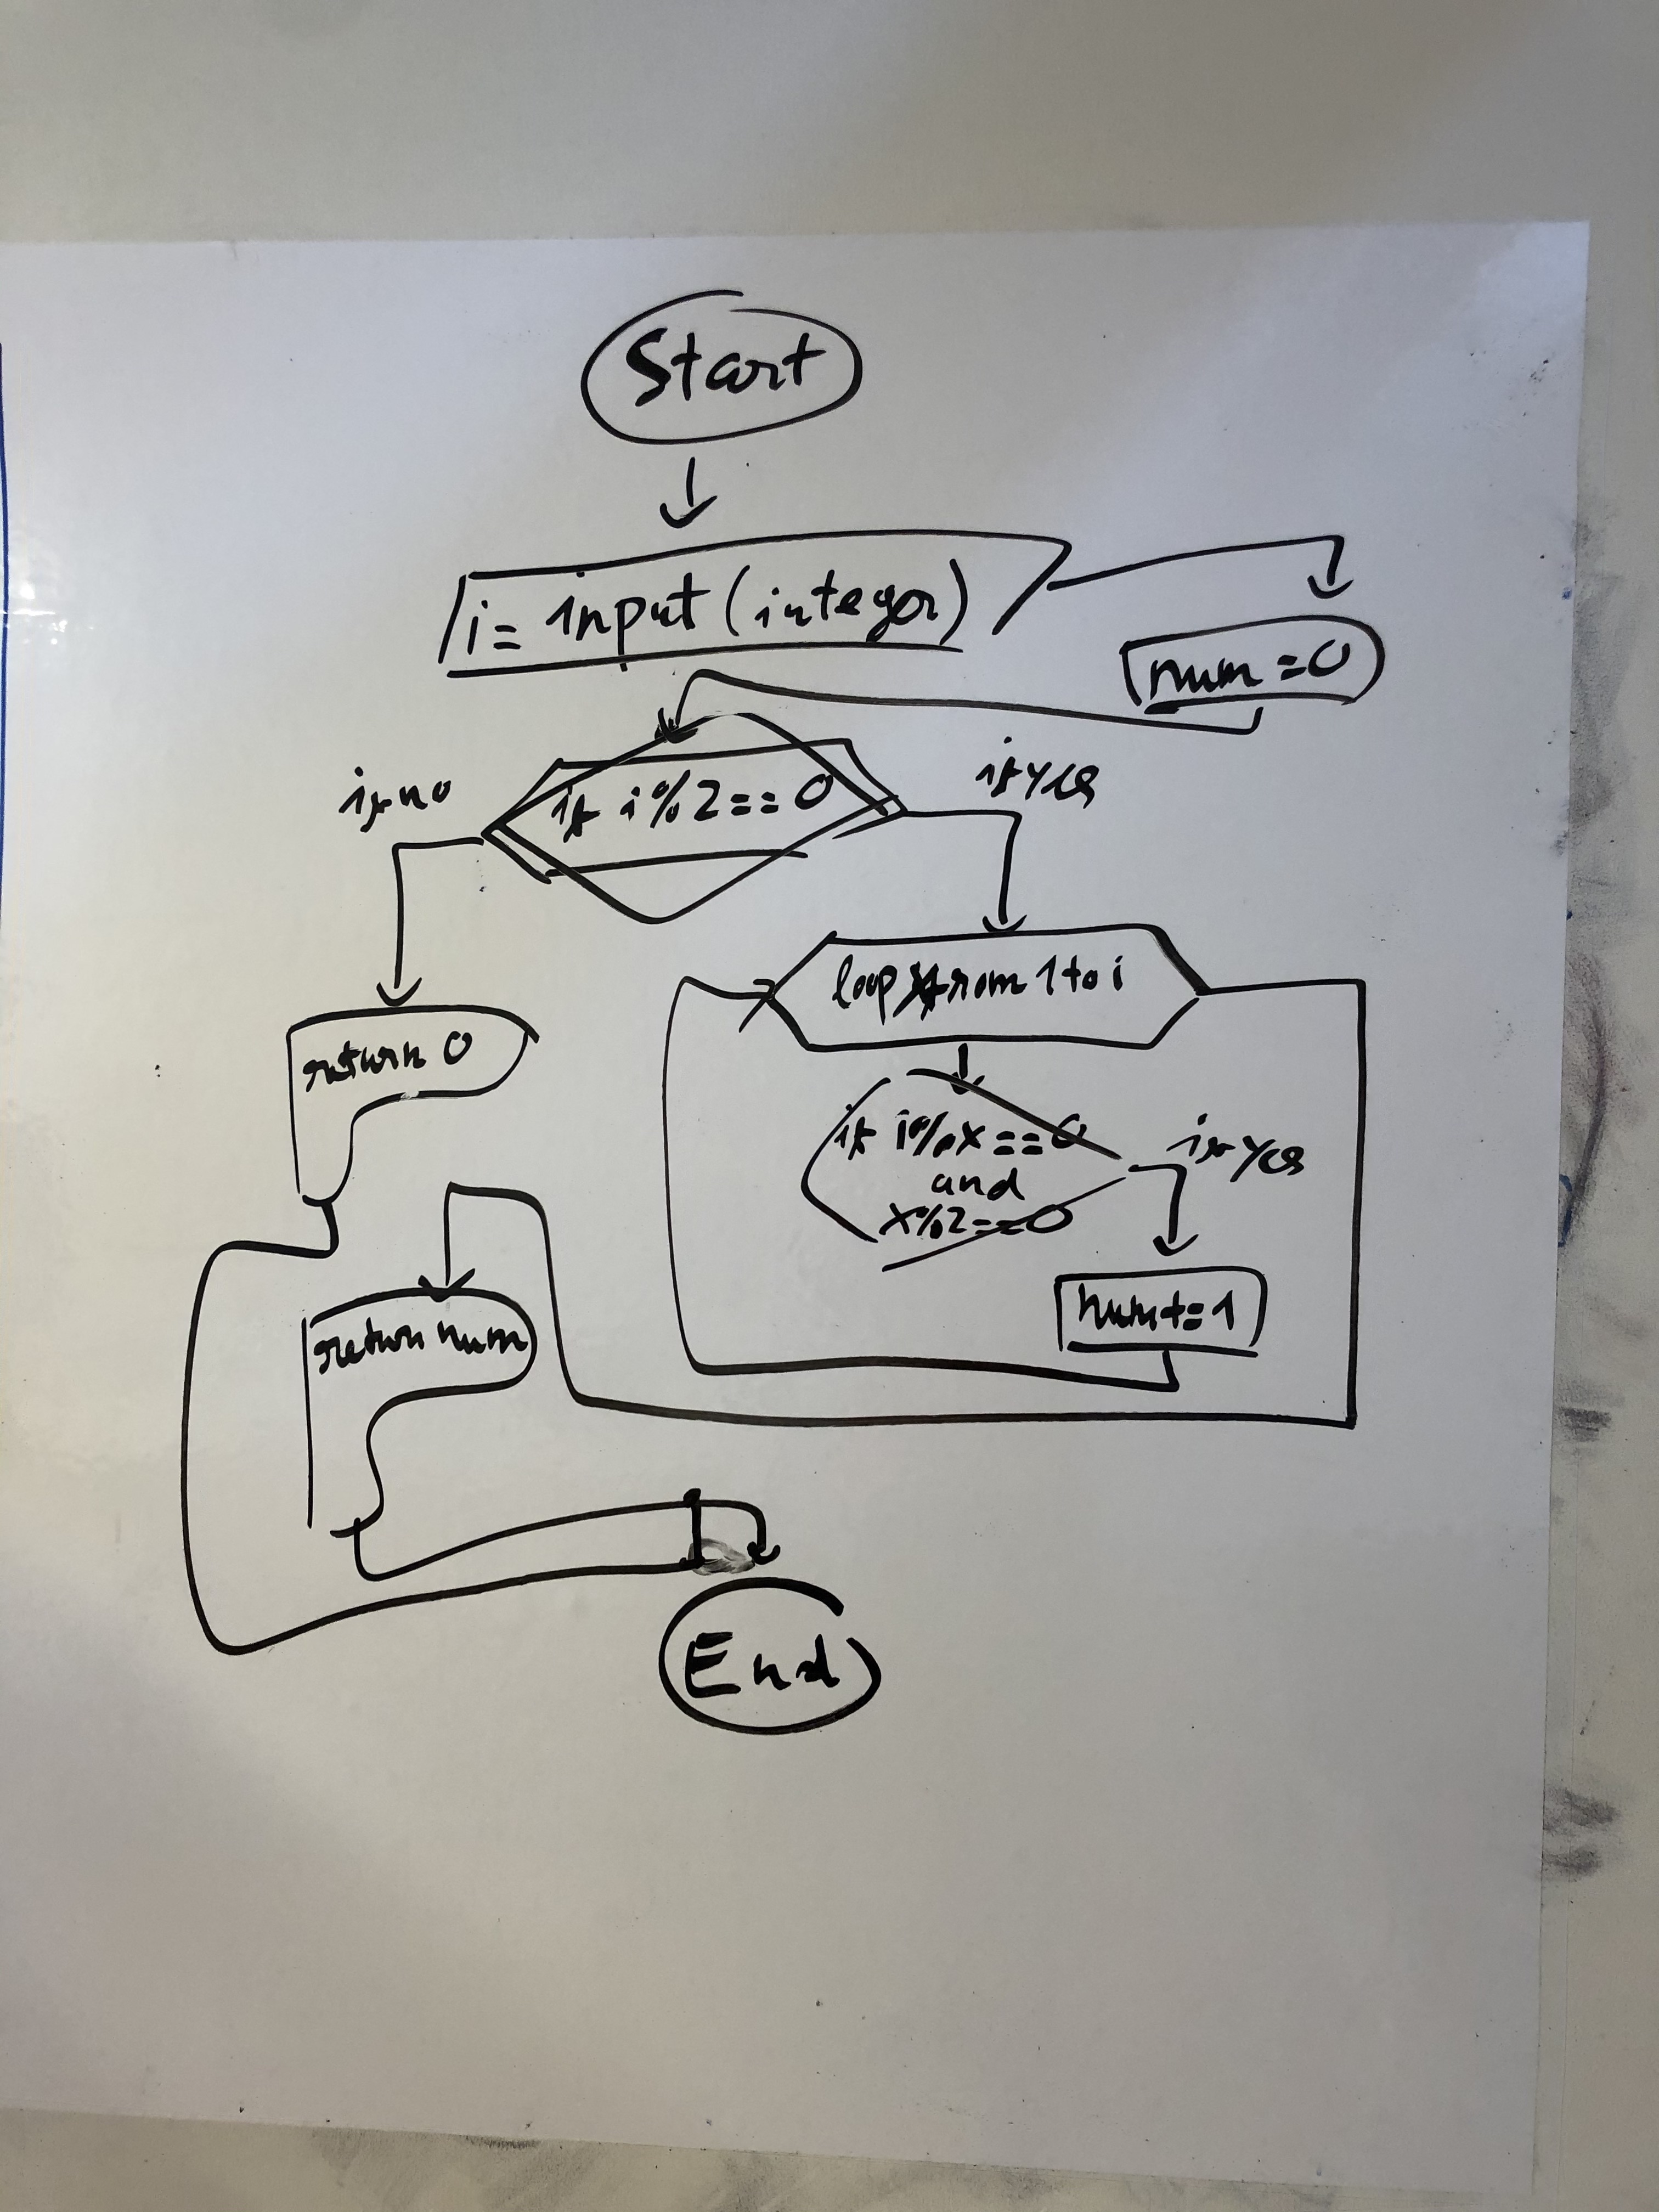 Start
i= input (integer)
num = 0
if no
if i%2==0
if yes
loop x from 1 to i
return 0
if i%x==0
and
x%2==0
if yes
num+=1
return num
End